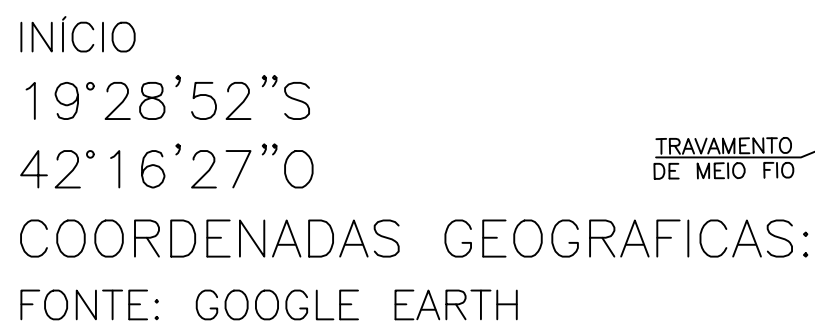 INÍCIO
19°28’52”S
42°16’27”O
TRAVAMENTO
DE MEIO FIO
COORDENADAS GEOGRAFICAS:
FONTE: GOOGLE EARTH